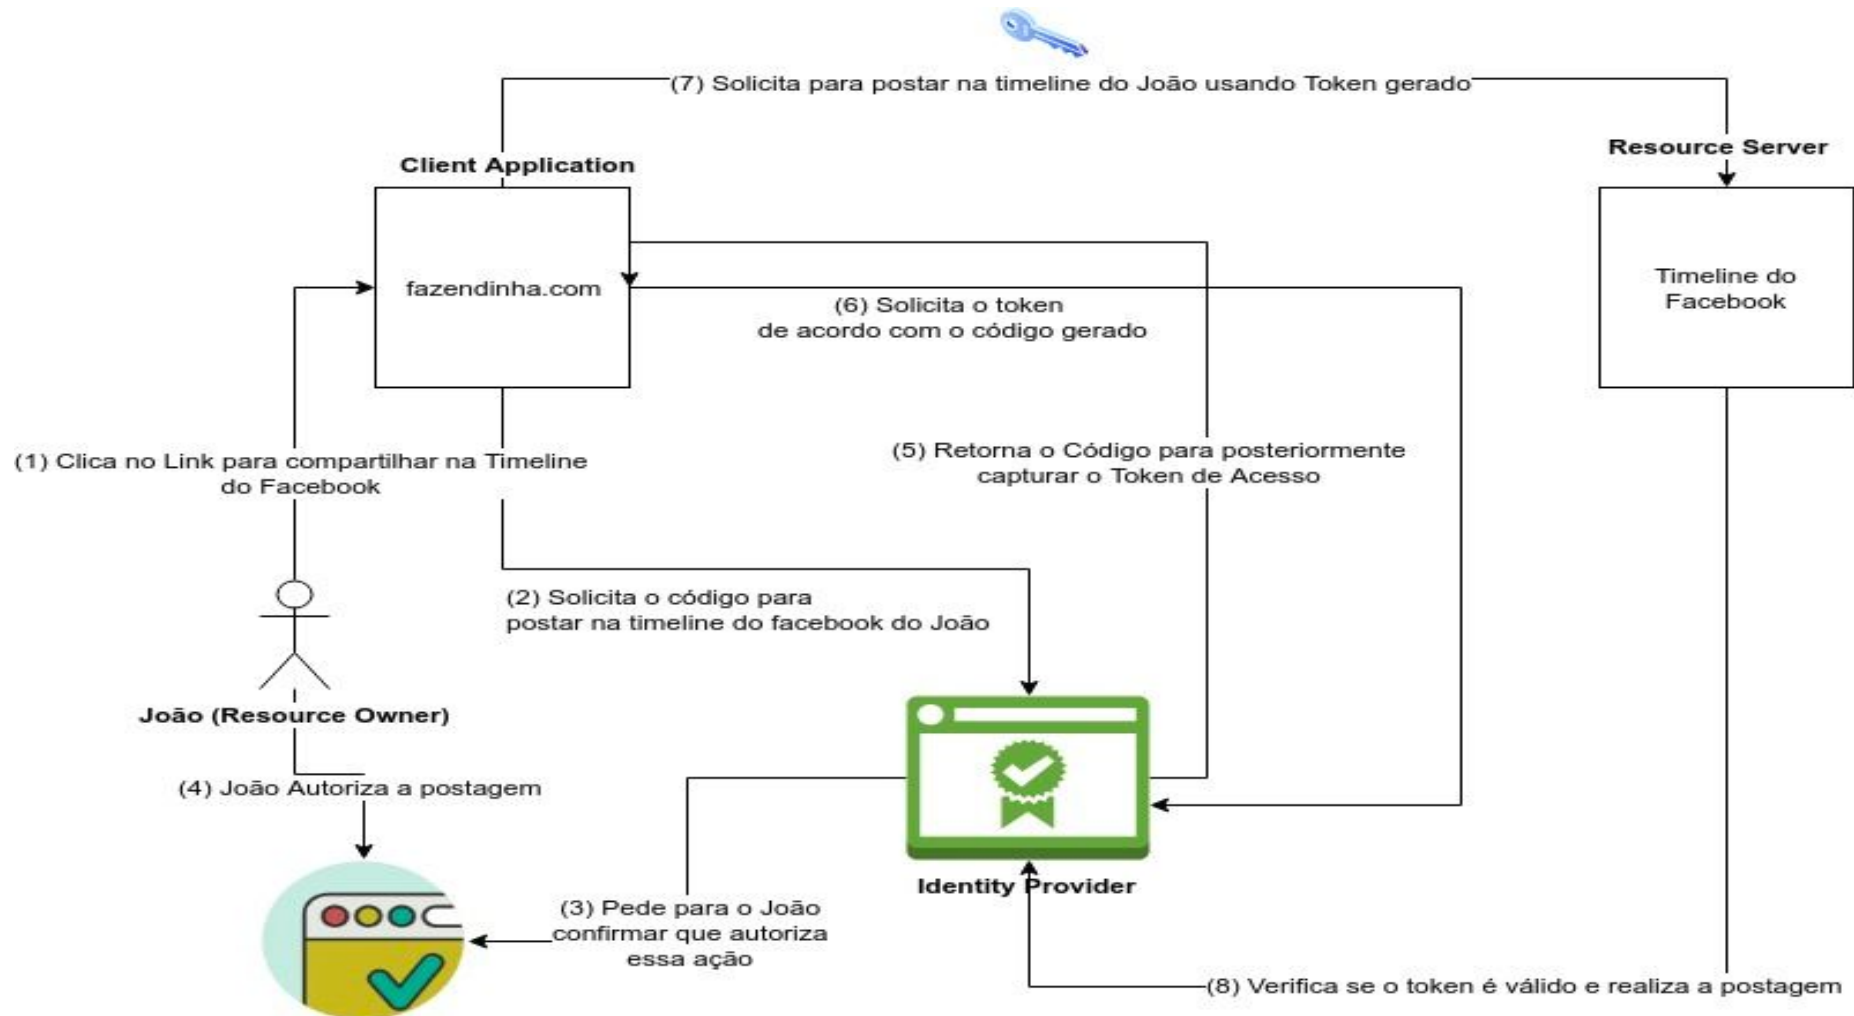 (7) Solicita para postar na timeline do João usando Token gerado
Client Application
Resource Server
fazendinha.com
Timeline do
Facebook
(6) Solicita o token
de acordo com o código gerado
(1) Clica no Link para compartilhar na Timeline
do Facebook
(5) Retorna o Código para posteriormente
capturar o Token de Acesso
(2) Solicita o código para
postar na timeline do facebook do João
João (Resource Owner)
(4) João Autoriza a postagem
Identity Provider
(3) Pede para o João
confirmar que autoriza
essa ação
(8) Verifica se o token é válido e realiza a postagem